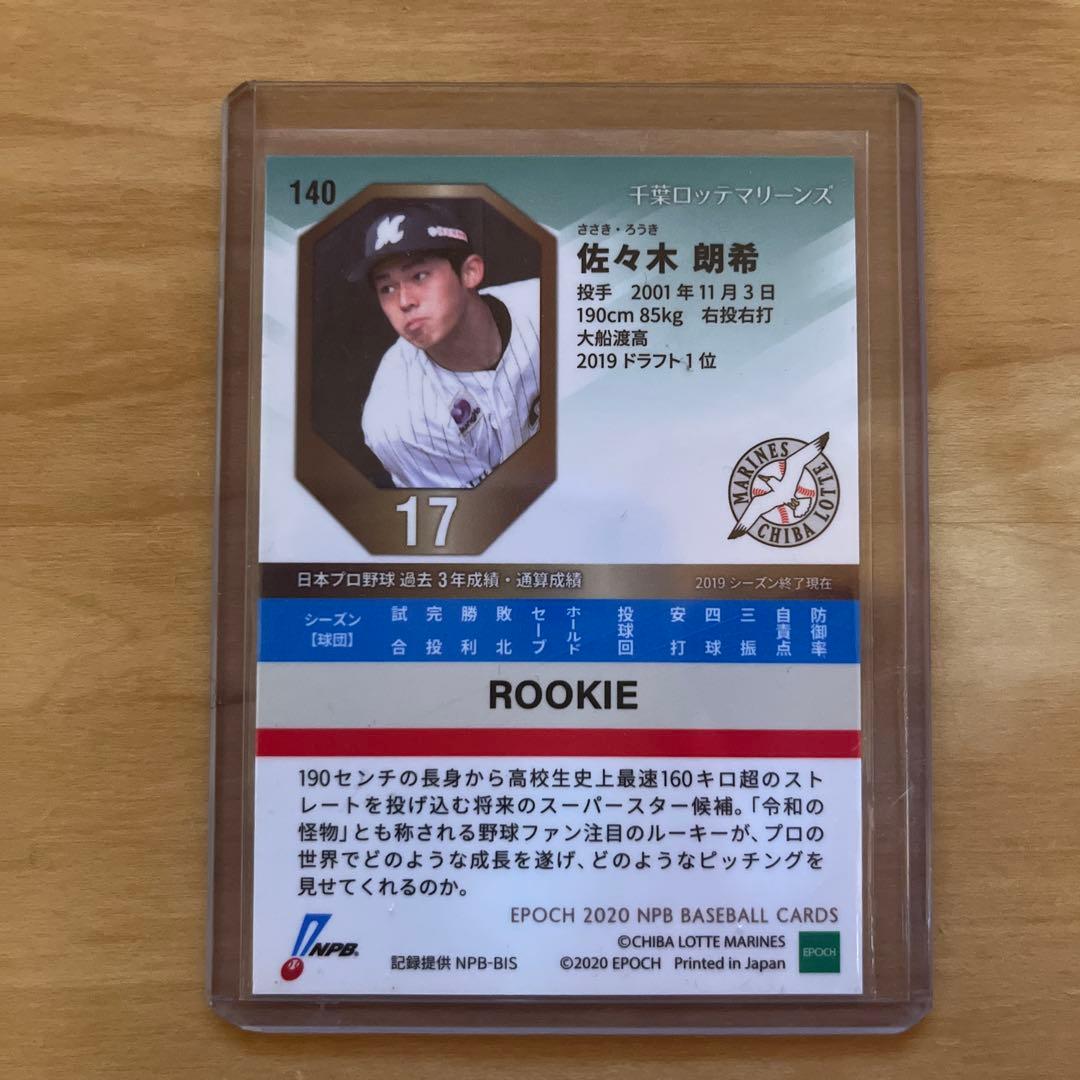 140
千葉ロッテマリーンズ
ささき・ろうき
佐々木 朗希
投手 2001年11月3日
190cm 85kg 右投右打
大船渡高
2019 ドラフト1位
17
MARINES
CHIBA LOTTE
日本プロ野球 過去3年成績・通算成績
2019 シーズン終了現在
シーズン【球団】 試合 完投 勝利 敗北 セーブ ホールド 投球回 安打 四球 三振 自責点 防御率
ROOKIE
190センチの長身から高校生史上最速160キロ超のスト
レートを投げ込む将来のスーパースター候補。「令和の
怪物」とも称される野球ファン注目のルーキーが、プロの
世界でどのような成長を遂げ、どのようなピッチングを
見せてくれるのか。
EPOCH 2020 NPB BASEBALL CARDS
©CHIBA LOTTE MARINES
NPB
記録提供 NPB-BIS
©2020 EPOCH Printed in Japan
EPOCH